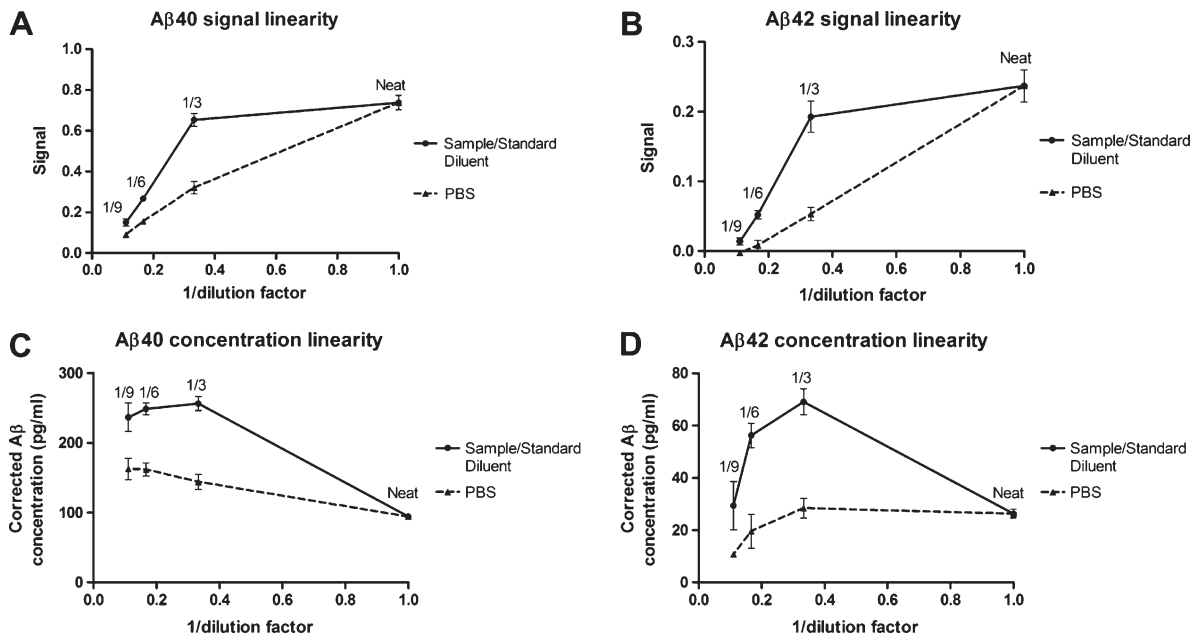 A
Aβ40 signal linearity
Signal
1.0
0.8
0.6
0.4
0.2
0.0
0.0 0.2 0.4 0.6 0.8 1.0
1/dilution factor
1/9
1/6
1/3
Neat
Sample/Standard
Diluent
PBS
B
Aβ42 signal linearity
Signal
0.3
0.2
0.1
0.0
0.0 0.2 0.4 0.6 0.8 1.0
1/dilution factor
1/9
1/6
1/3
Neat
Sample/Standard
Diluent
PBS
C
Aβ40 concentration linearity
Corrected Aβ
concentration (pg/ml)
300
200
100
0
0.0 0.2 0.4 0.6 0.8 1.0
1/dilution factor
1/9 1/6 1/3
Neat
Sample/Standard
Diluent
PBS
D
Aβ42 concentration linearity
Corrected Aβ
concentration (pg/ml)
80
60
40
20
0
0.0 0.2 0.4 0.6 0.8 1.0
1/dilution factor
1/9
1/6
1/3
Neat
Sample/Standard
Diluent
PBS